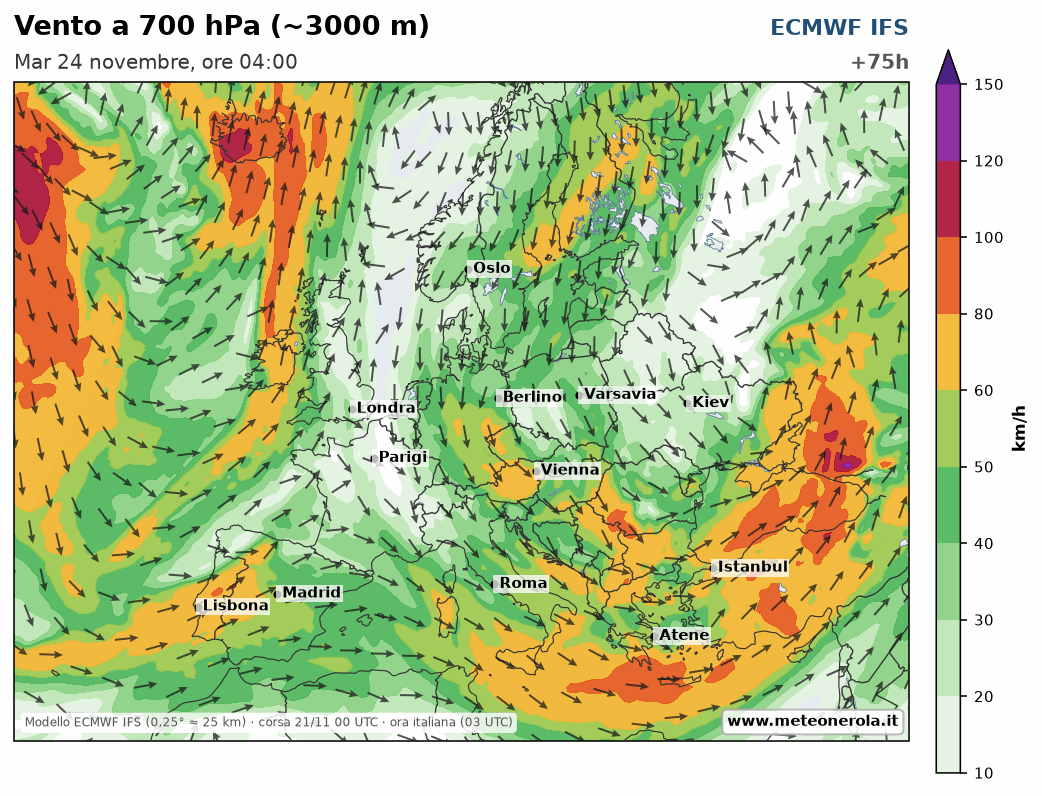 Vento a 700 hPa (~3000 m)
ECMWF IFS
Mar 24 novembre, ore 04:00
+75h
150
120
100
80
60
50
40
30
20
10
km/h
Oslo
Berlino
Varsavia
Kiev
Londra
Parigi
Vienna
Istanbul
Roma
Madrid
Lisbona
Atene
Modello ECMWF IFS (0,25° ≈ 25 km) · corsa 21/11 00 UTC · ora italiana (03 UTC)
www.meteonerola.it